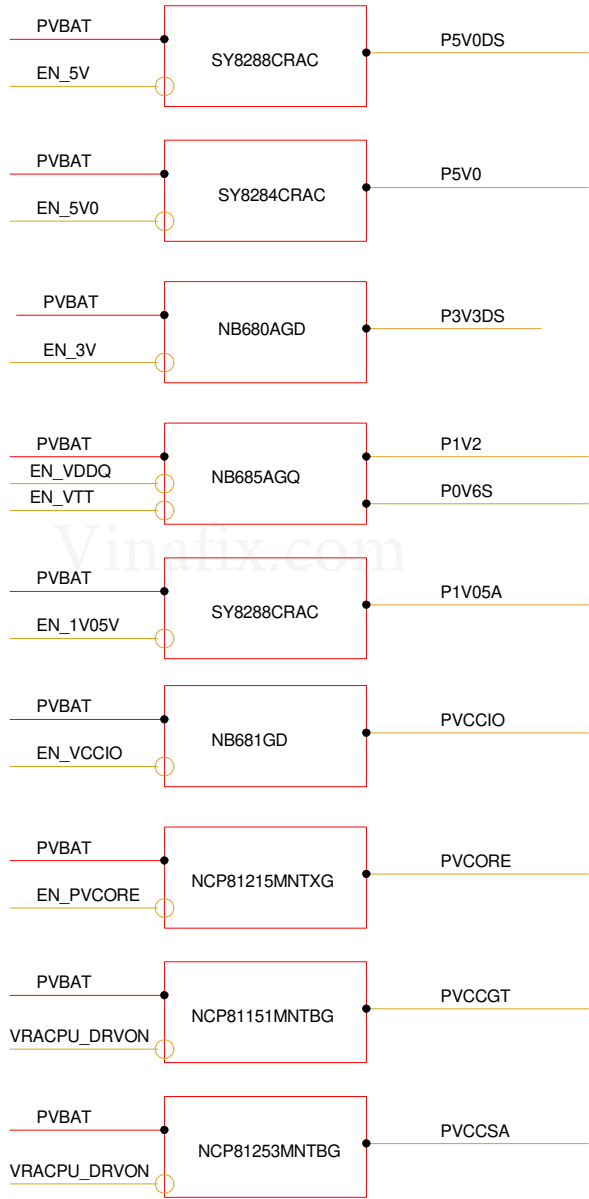 PVBAT
EN_5V
SY8288CRAC
P5V0DS
PVBAT
EN_5V0
SY8284CRAC
P5V0
PVBAT
EN_3V
NB680AGD
P3V3DS
PVBAT
EN_VDDQ
EN_VTT
NB685AGQ
P1V2
P0V6S
Vinafix.com
PVBAT
EN_1V05V
SY8288CRAC
P1V05A
PVBAT
EN_VCCIO
NB681GD
PVCCIO
PVBAT
EN_PVCORE
NCP81215MNTXG
PVCORE
PVBAT
VRACPU_DRVON
NCP81151MNTBG
PVCCGT
PVBAT
VRACPU_DRVON
NCP81253MNTBG
PVCCSA